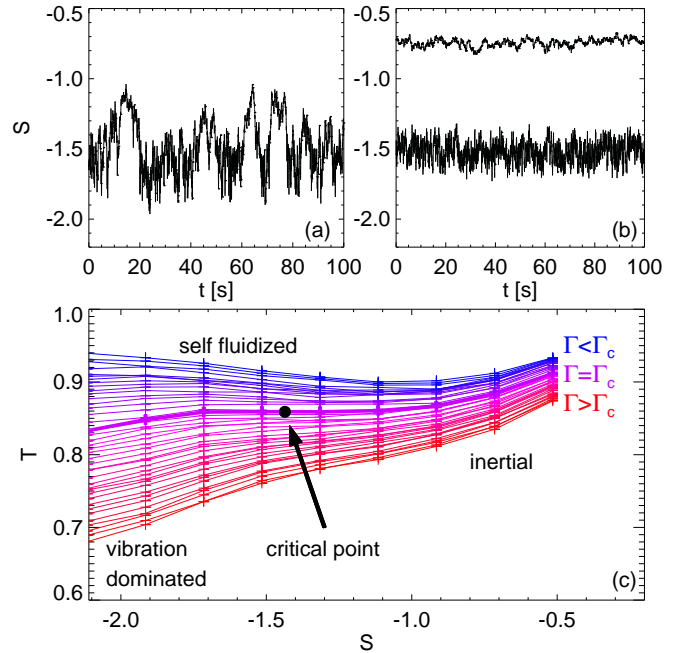 -0.5
-1.0
-1.5
-2.0
S
0 20 40 60 80 100
t [s]
(a)
-0.5
-1.0
-1.5
-2.0
0 20 40 60 80 100
t [s]
(b)
1.0
0.9
0.8
0.7
0.6
T
self fluidized
Γ<Γc
Γ=Γc
Γ>Γc
inertial
vibration
dominated
critical point
(c)
-2.0 -1.5 -1.0 -0.5
S